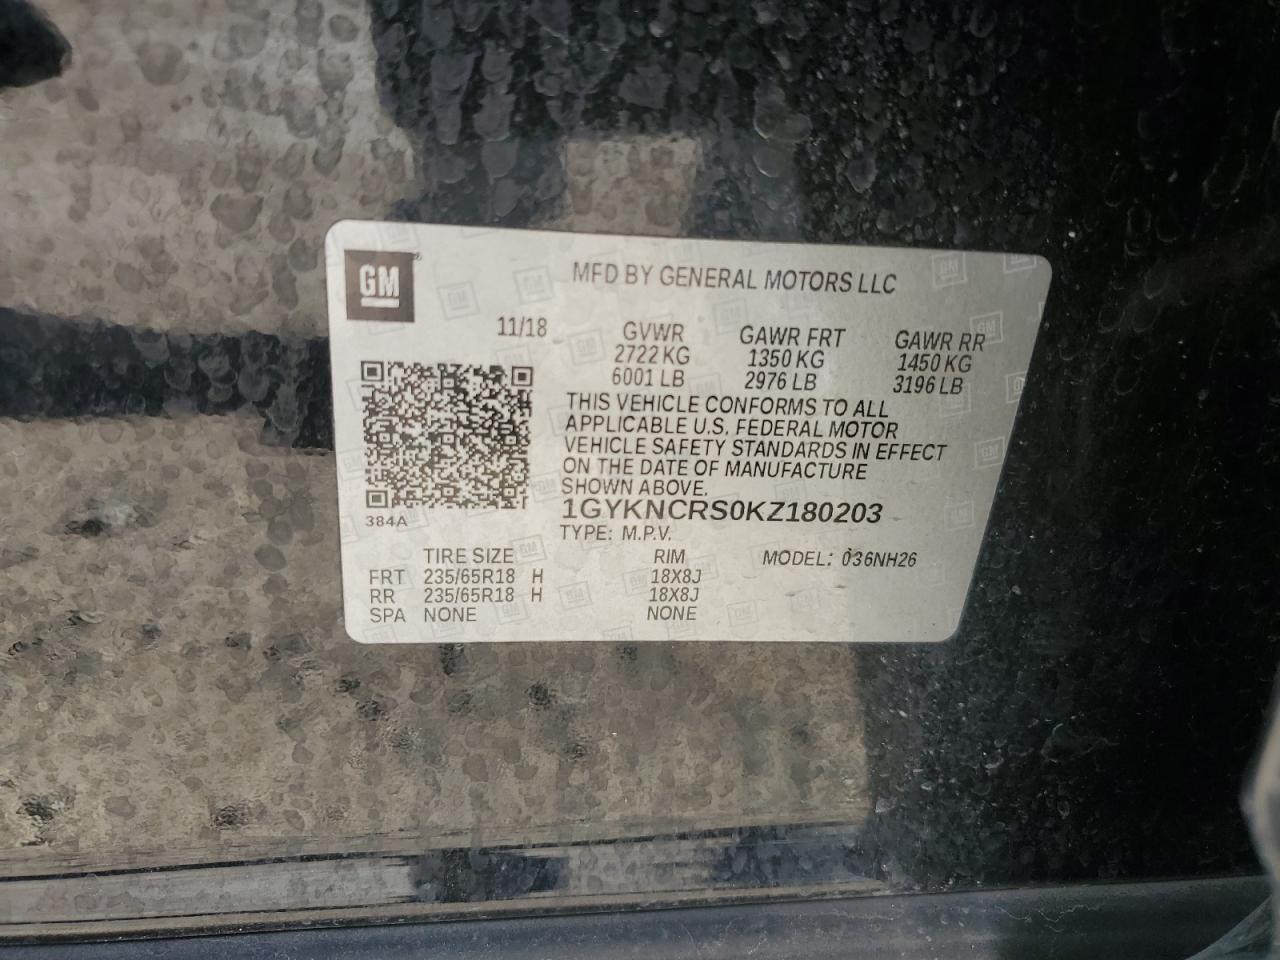 GM
MFD BY GENERAL MOTORS LLC
11/18 GVWR GAWR FRT GAWR RR
2722 KG 1350 KG 1450 KG
6001 LB 2976 LB 3196 LB
THIS VEHICLE CONFORMS TO ALL
APPLICABLE U.S. FEDERAL MOTOR
VEHICLE SAFETY STANDARDS IN EFFECT
ON THE DATE OF MANUFACTURE
SHOWN ABOVE.
1GYKNCRS0KZ180203
384A
TYPE: M.P.V.
TIRE SIZE RIM MODEL: 036NH26
FRT 235/65R18 H 18X8J
RR 235/65R18 H 18X8J
SPA NONE NONE